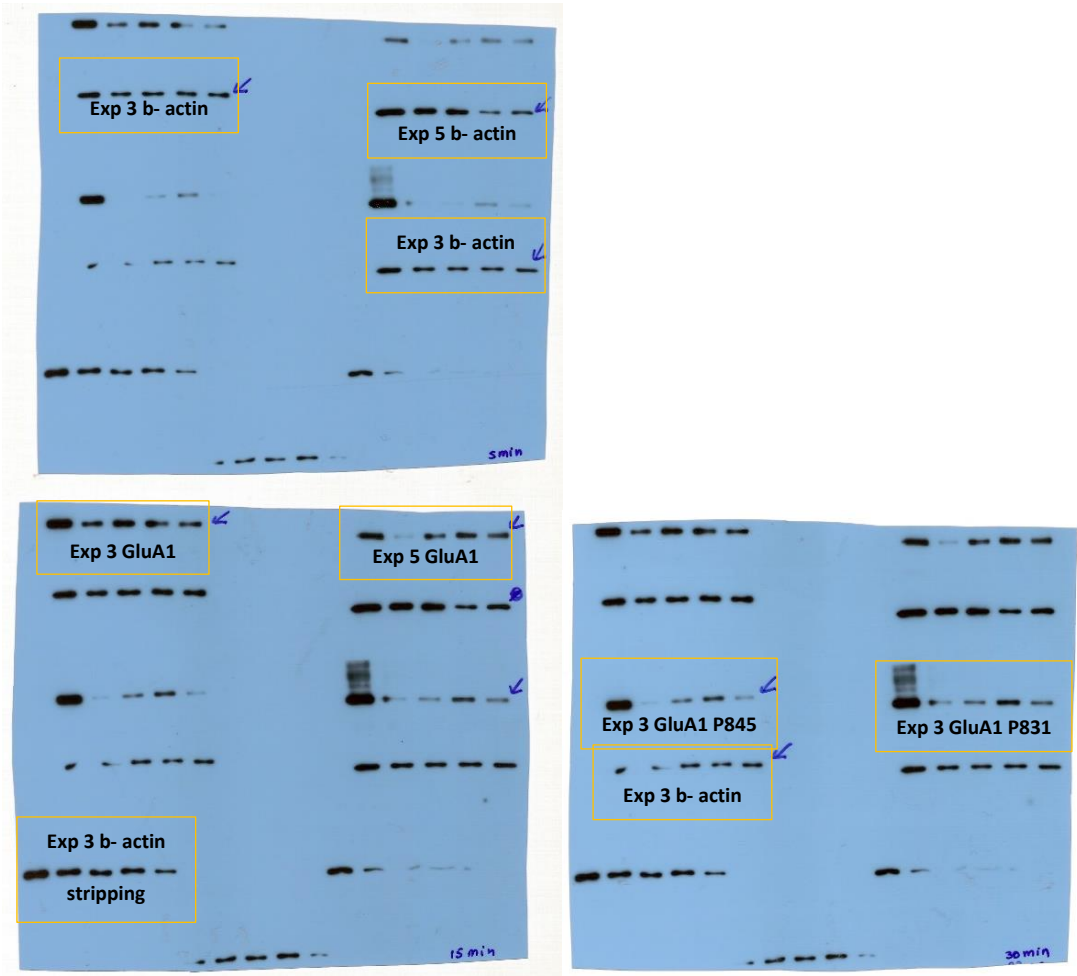 Exp 3 b- actin
Exp 5 b- actin
Exp 3 b- actin
5min
Exp 3 GluA1
Exp 5 GluA1
Exp 3 b- actin
stripping
15 min
Exp 3 GluA1 P845
Exp 3 GluA1 P831
Exp 3 b- actin
30 min